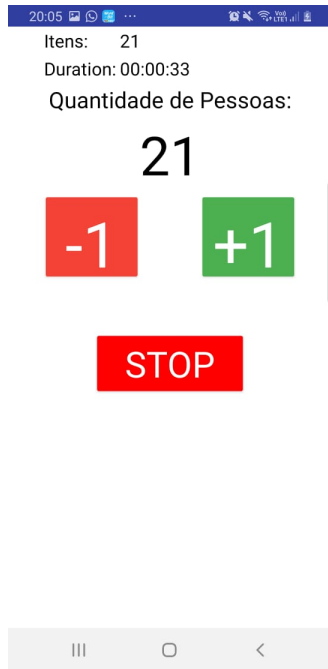 20:05
Itens: 21
Duration: 00:00:33
Quantidade de Pessoas:
21
-1 +1
STOP